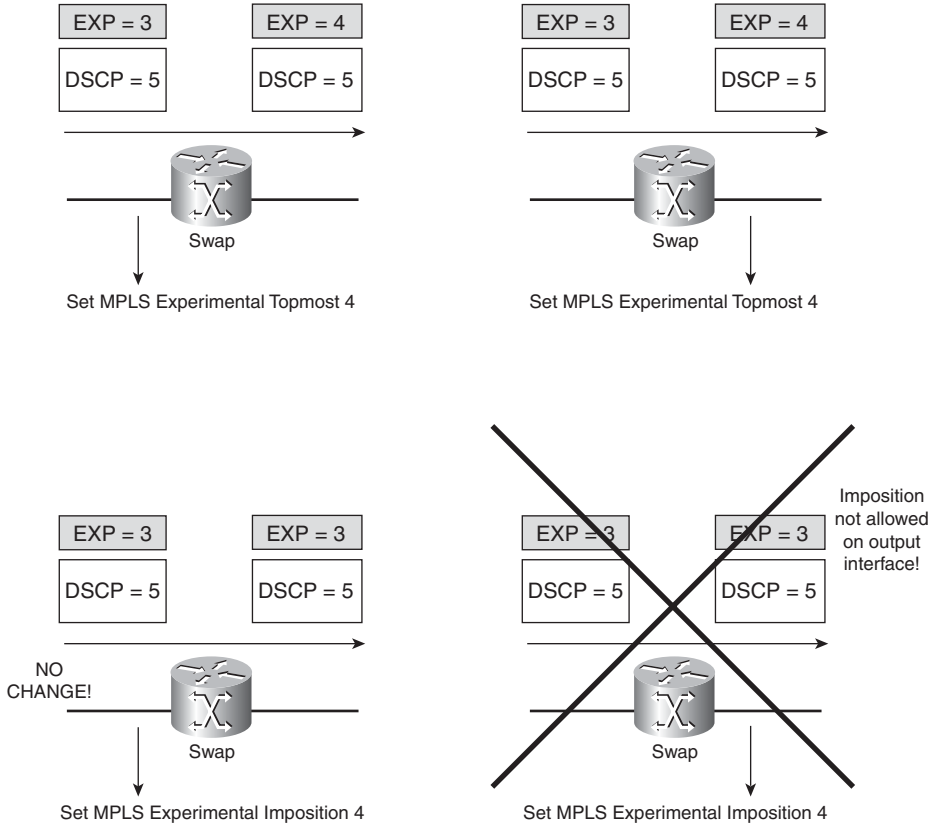 EXP = 3
EXP = 4
DSCP = 5
DSCP = 5
Swap
Set MPLS Experimental Topmost 4
EXP = 3
EXP = 4
DSCP = 5
DSCP = 5
Swap
Set MPLS Experimental Topmost 4
EXP = 3
EXP = 3
DSCP = 5
DSCP = 5
NO
CHANGE!
Swap
Set MPLS Experimental Imposition 4
Imposition
not allowed
on output
interface!
EXP = 3
EXP = 3
DSCP = 5
DSCP = 5
Swap
Set MPLS Experimental Imposition 4